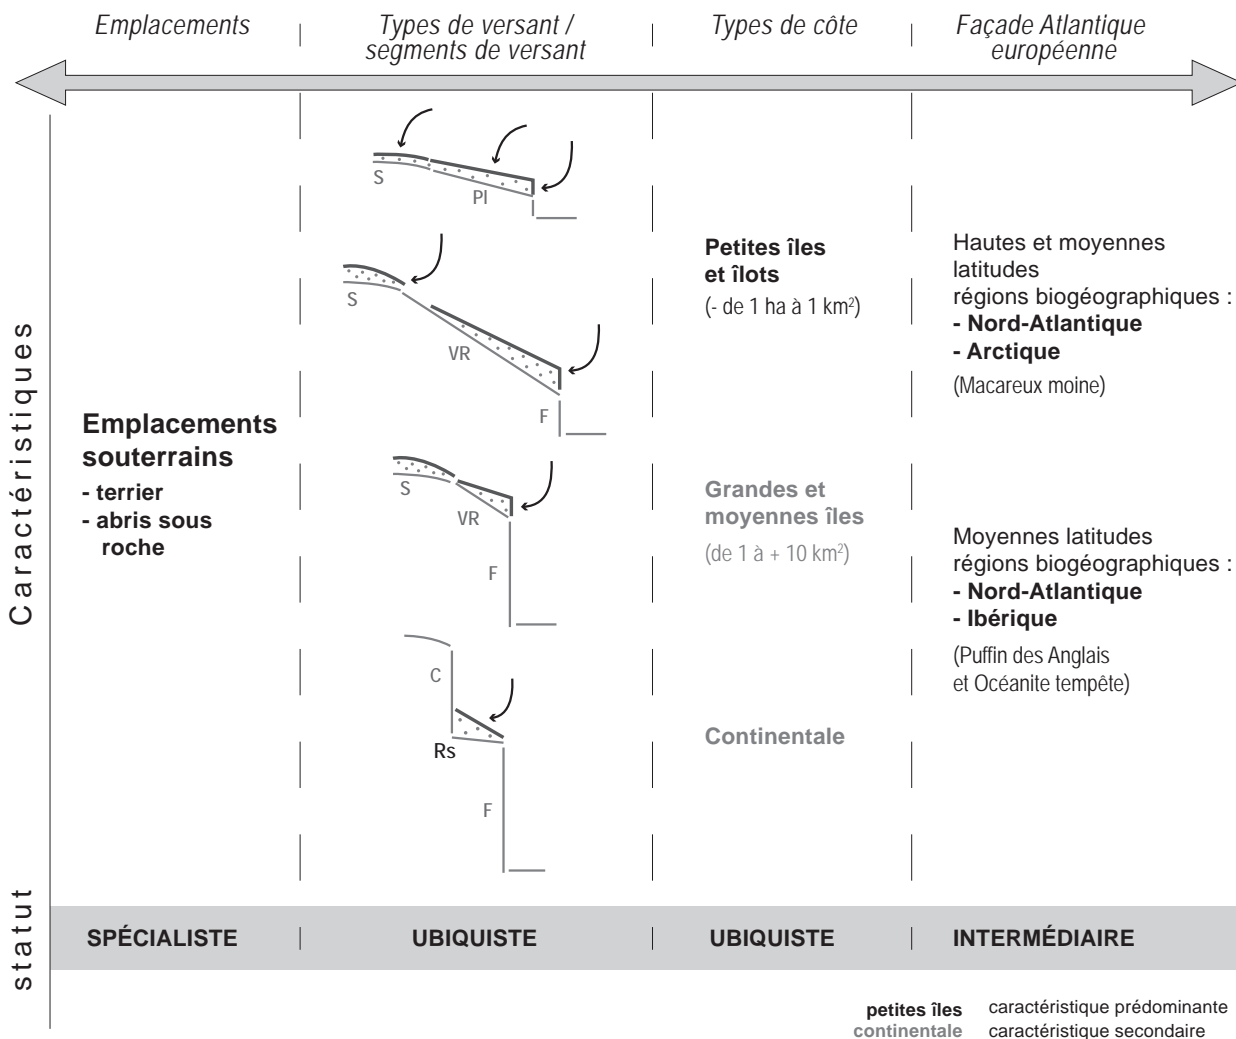 Emplacements
Types de versant /
segments de versant
Types de côte
Façade Atlantique
européenne
Caractéristiques
statut
Emplacements
souterrains
- terrier
- abris sous
roche
S
Pl
S
VR
F
S
VR
F
C
Rs
F
Petites îles
et îlots
(- de 1 ha à 1 km²)
Grandes et
moyennes îles
(de 1 à + 10 km²)
Continentale
Hautes et moyennes
latitudes
régions biogéographiques :
- Nord-Atlantique
- Arctique
(Macareux moine)
Moyennes latitudes
régions biogéographiques :
- Nord-Atlantique
- Ibérique
(Puffin des Anglais
et Océanite tempête)
SPÉCIALISTE
UBIQUISTE
UBIQUISTE
INTERMÉDIAIRE
petites îles caractéristique prédominante
continentale caractéristique secondaire